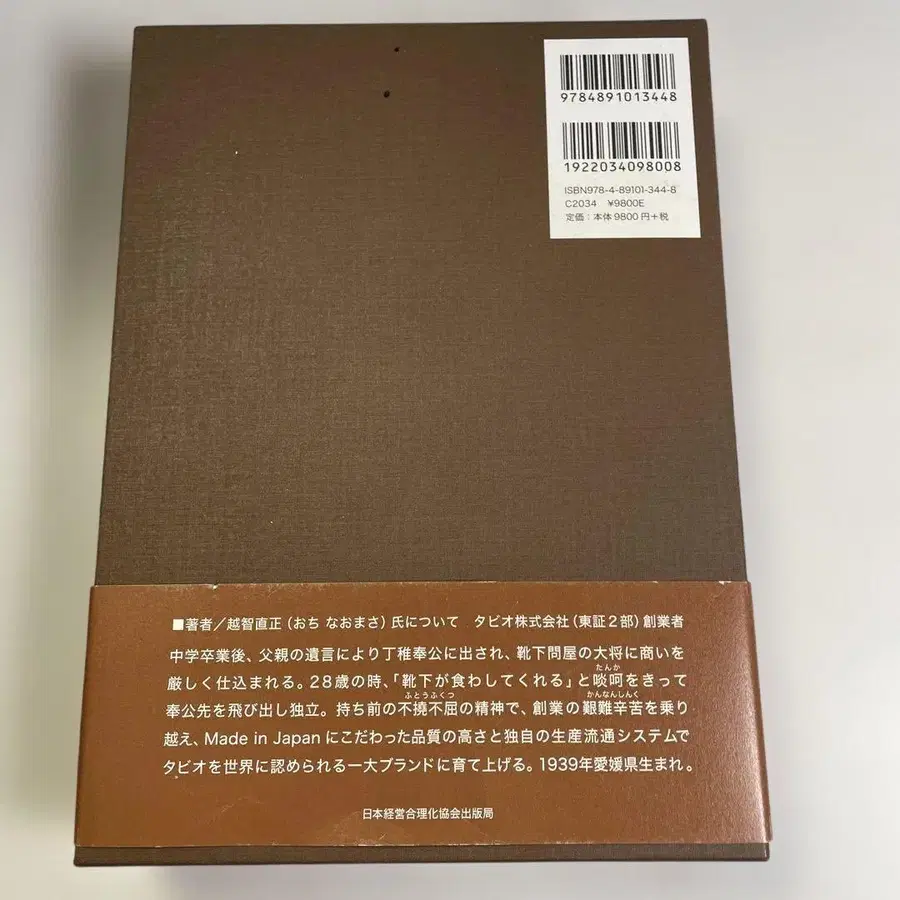 9784891013448
1922034098008
ISBN978-4-89101-344-8
C2034 ¥9800E
定価：本体9800円＋税
■著者／越智直正（おち なおまさ）氏について タビオ株式会社（東証2部）創業者
中学卒業後、父親の遺言により丁稚奉公に出され、靴下問屋の大将に商いを
たんか
厳しく仕込まれる。28歳の時、「靴下が食わしてくれる」と啖呵をきって
ふとうふくつ かんなんしんく
奉公先を飛び出し独立。持ち前の不撓不屈の精神で、創業の艱難辛苦を乗り
越え、Made in Japanにこだわった品質の高さと独自の生産流通システムで
タビオを世界に認められる一大ブランドに育て上げる。1939年愛媛県生まれ。
日本経営合理化協会出版局